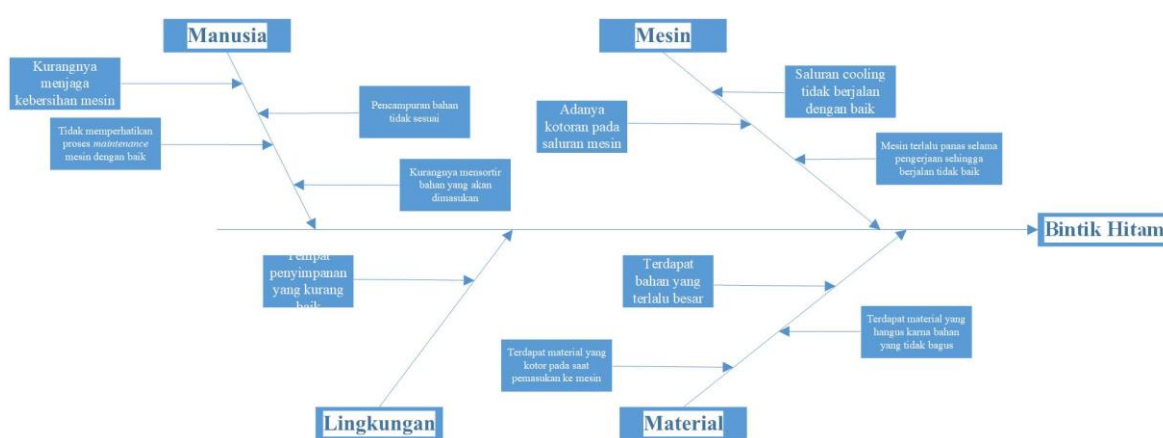 Manusia
Mesin
Kurangnya
menjaga
kebersihan mesin
Pencampuran bahan
tidak sesuai
Tidak memperhatikan
proses maintenance
mesin dengan baik
Kurangnya mensortir
bahan yang akan
dimasukan
Saluran cooling
tidak berjalan
dengan baik
Adanya
kotoran pada
saluran mesin
Mesin terlalu panas selama
pengerjaan sehingga
berjalan tidak baik
Bintik Hitam
Tempat
penyimpanan
yang kurang
baik
Terdapat
bahan yang
terlalu besar
Terdapat material yang
hangus karna bahan
yang tidak bagus
Terdapat material yang
kotor pada saat
pemasukan ke mesin
Lingkungan
Material